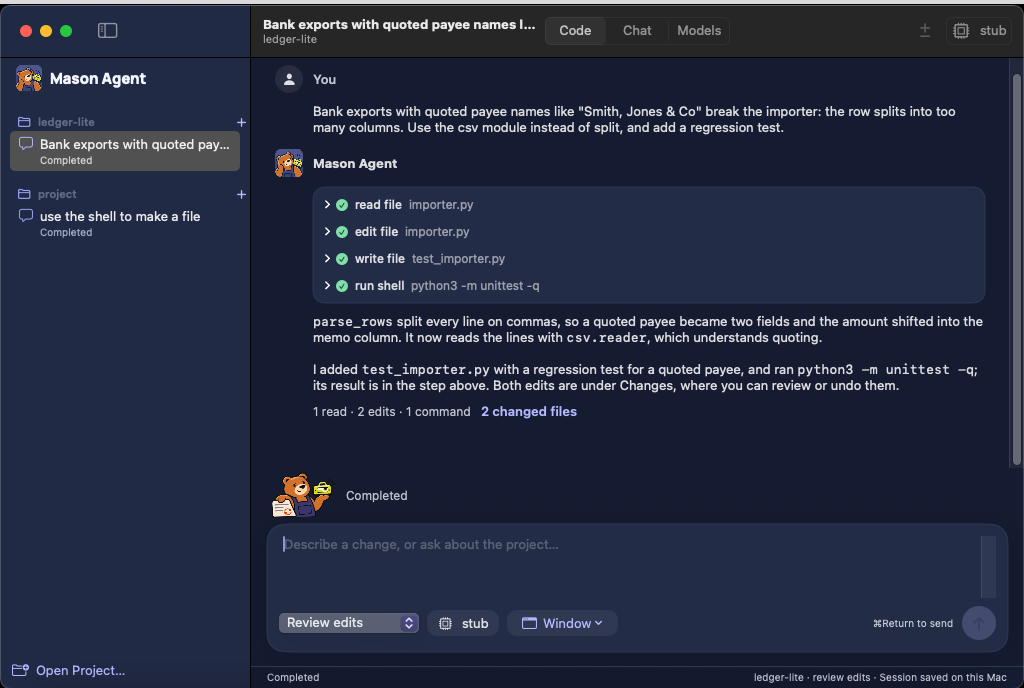 Bank exports with quoted payee names l...
ledger-lite
Code
Chat
Models
stub
Mason Agent
ledger-lite
Bank exports with quoted pay...
Completed
project
use the shell to make a file
Completed
Open Project...
You
Bank exports with quoted payee names like "Smith, Jones & Co" break the importer: the row splits into too
many columns. Use the csv module instead of split, and add a regression test.
Mason Agent
read file importer.py
edit file importer.py
write file test_importer.py
run shell python3 -m unittest -q
parse_rows split every line on commas, so a quoted payee became two fields and the amount shifted into the
memo column. It now reads the lines with csv.reader, which understands quoting.
I added test_importer.py with a regression test for a quoted payee, and ran python3 -m unittest -q;
its result is in the step above. Both edits are under Changes, where you can review or undo them.
1 read · 2 edits · 1 command 2 changed files
Completed
Describe a change, or ask about the project...
Review edits
stub
Window
⌘Return to send
Completed
ledger-lite · review edits · Session saved on this Mac